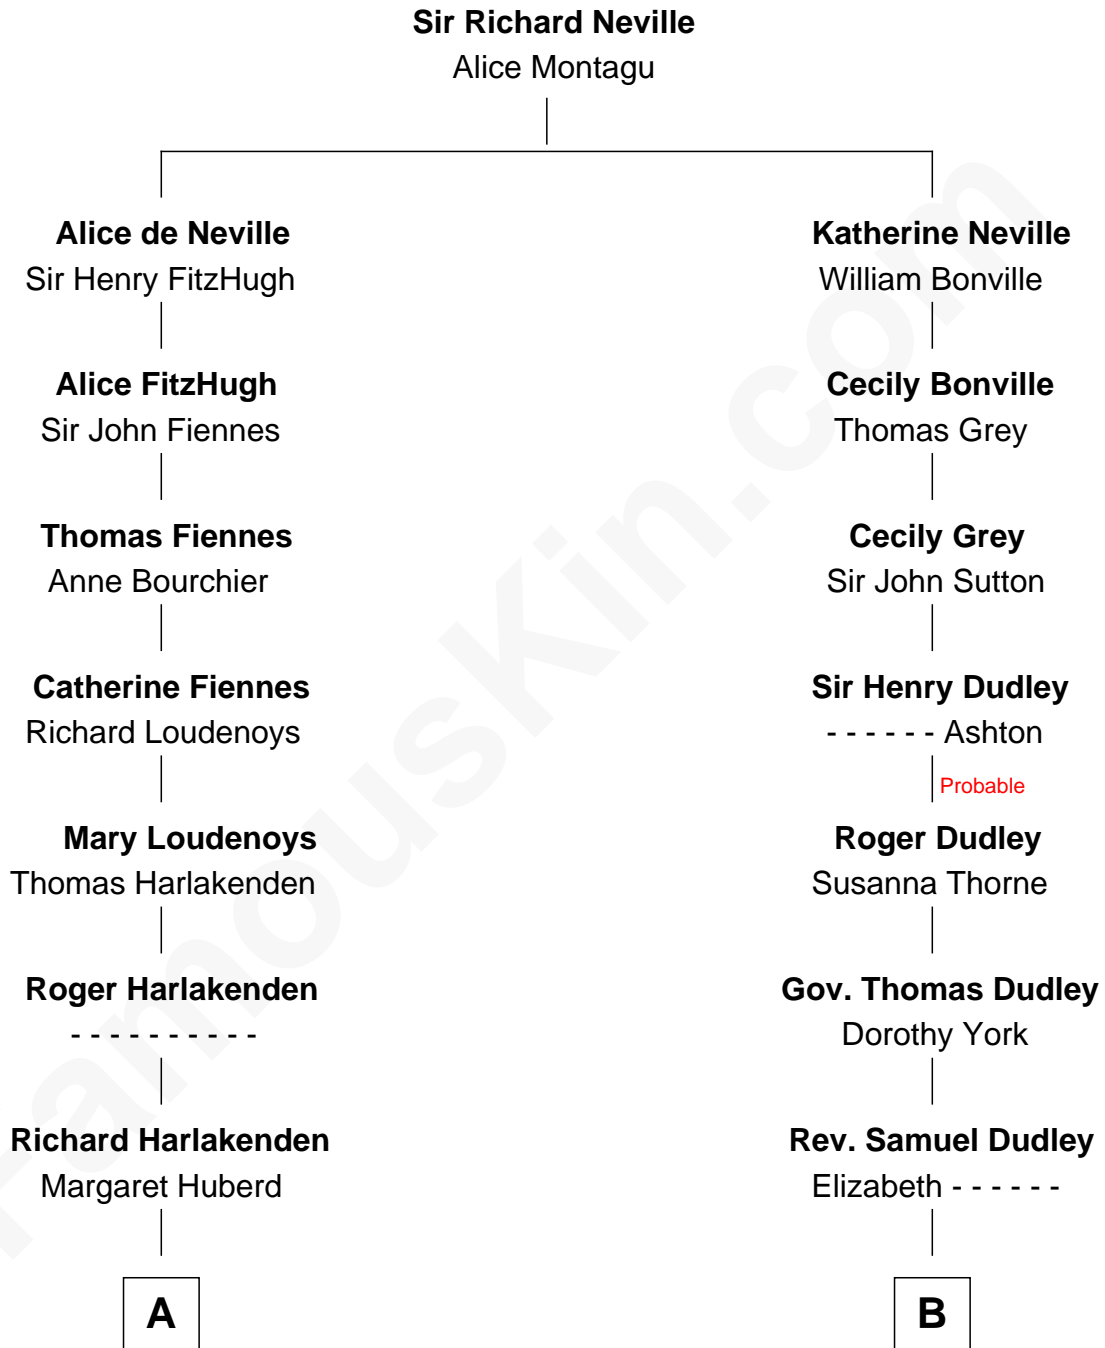 Sir Richard Neville
Alice Montagu
Alice de Neville
Sir Henry FitzHugh
Katherine Neville
William Bonville
Alice FitzHugh
Sir John Fiennes
Cecily Bonville
Thomas Grey
Thomas Fiennes
Anne Bourchier
Cecily Grey
Sir John Sutton
Catherine Fiennes
Richard Loudenoys
Sir Henry Dudley
- - - - - - Ashton
Probable
Mary Loudenoys
Thomas Harlakenden
Roger Dudley
Susanna Thorne
Roger Harlakenden
- - - - - - - - - -
Gov. Thomas Dudley
Dorothy York
Richard Harlakenden
Margaret Huberd
Rev. Samuel Dudley
Elizabeth - - - - - -
A
B
FamousKin.com